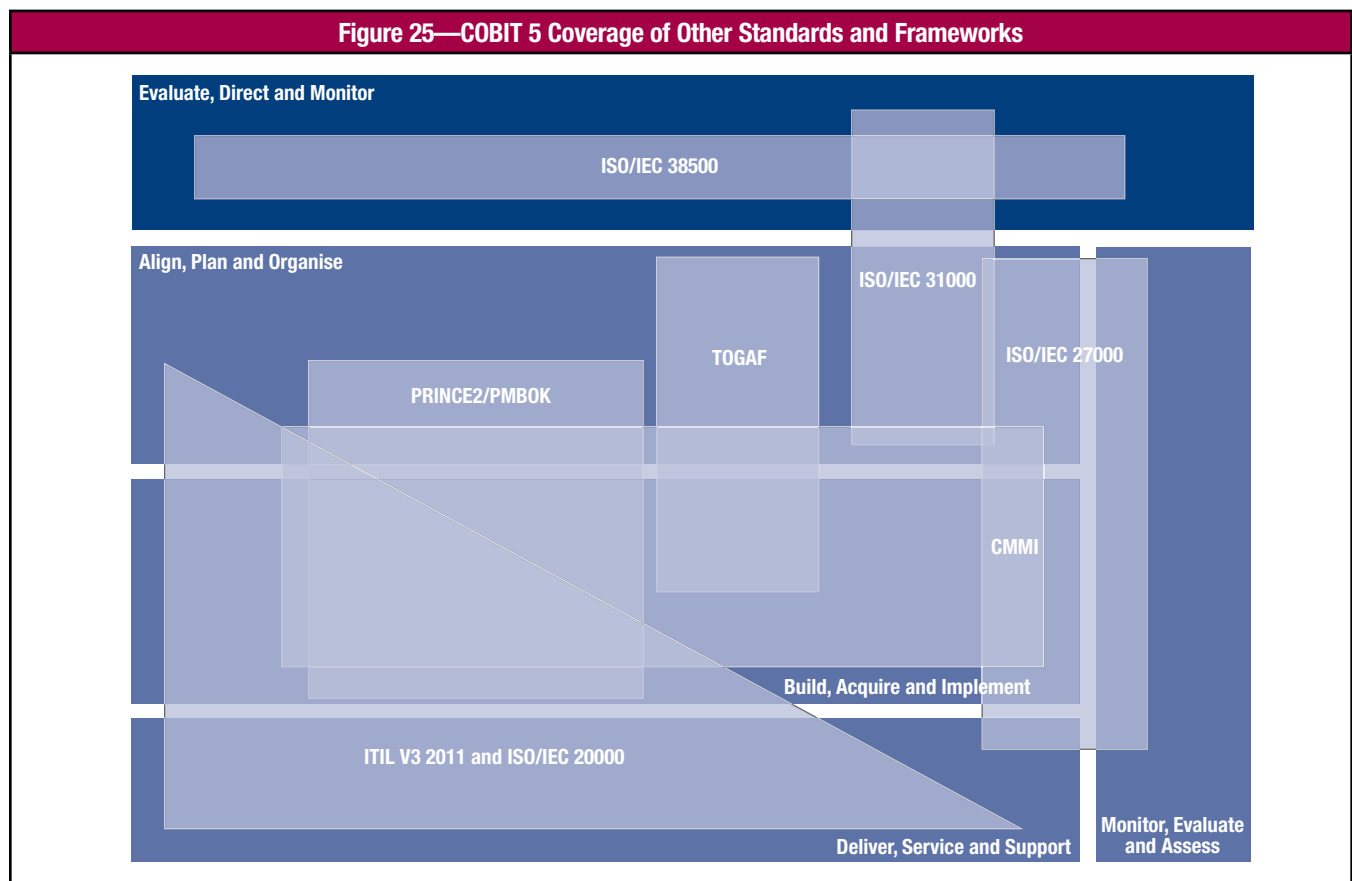 Figure 25—COBIT 5 Coverage of Other Standards and Frameworks
Evaluate, Direct and Monitor
ISO/IEC 38500
Align, Plan and Organise
ISO/IEC 31000
TOGAF
ISO/IEC 27000
PRINCE2/PMBOK
CMMI
Build, Acquire and Implement
ITIL V3 2011 and ISO/IEC 20000
Deliver, Service and Support
Monitor, Evaluate
and Assess